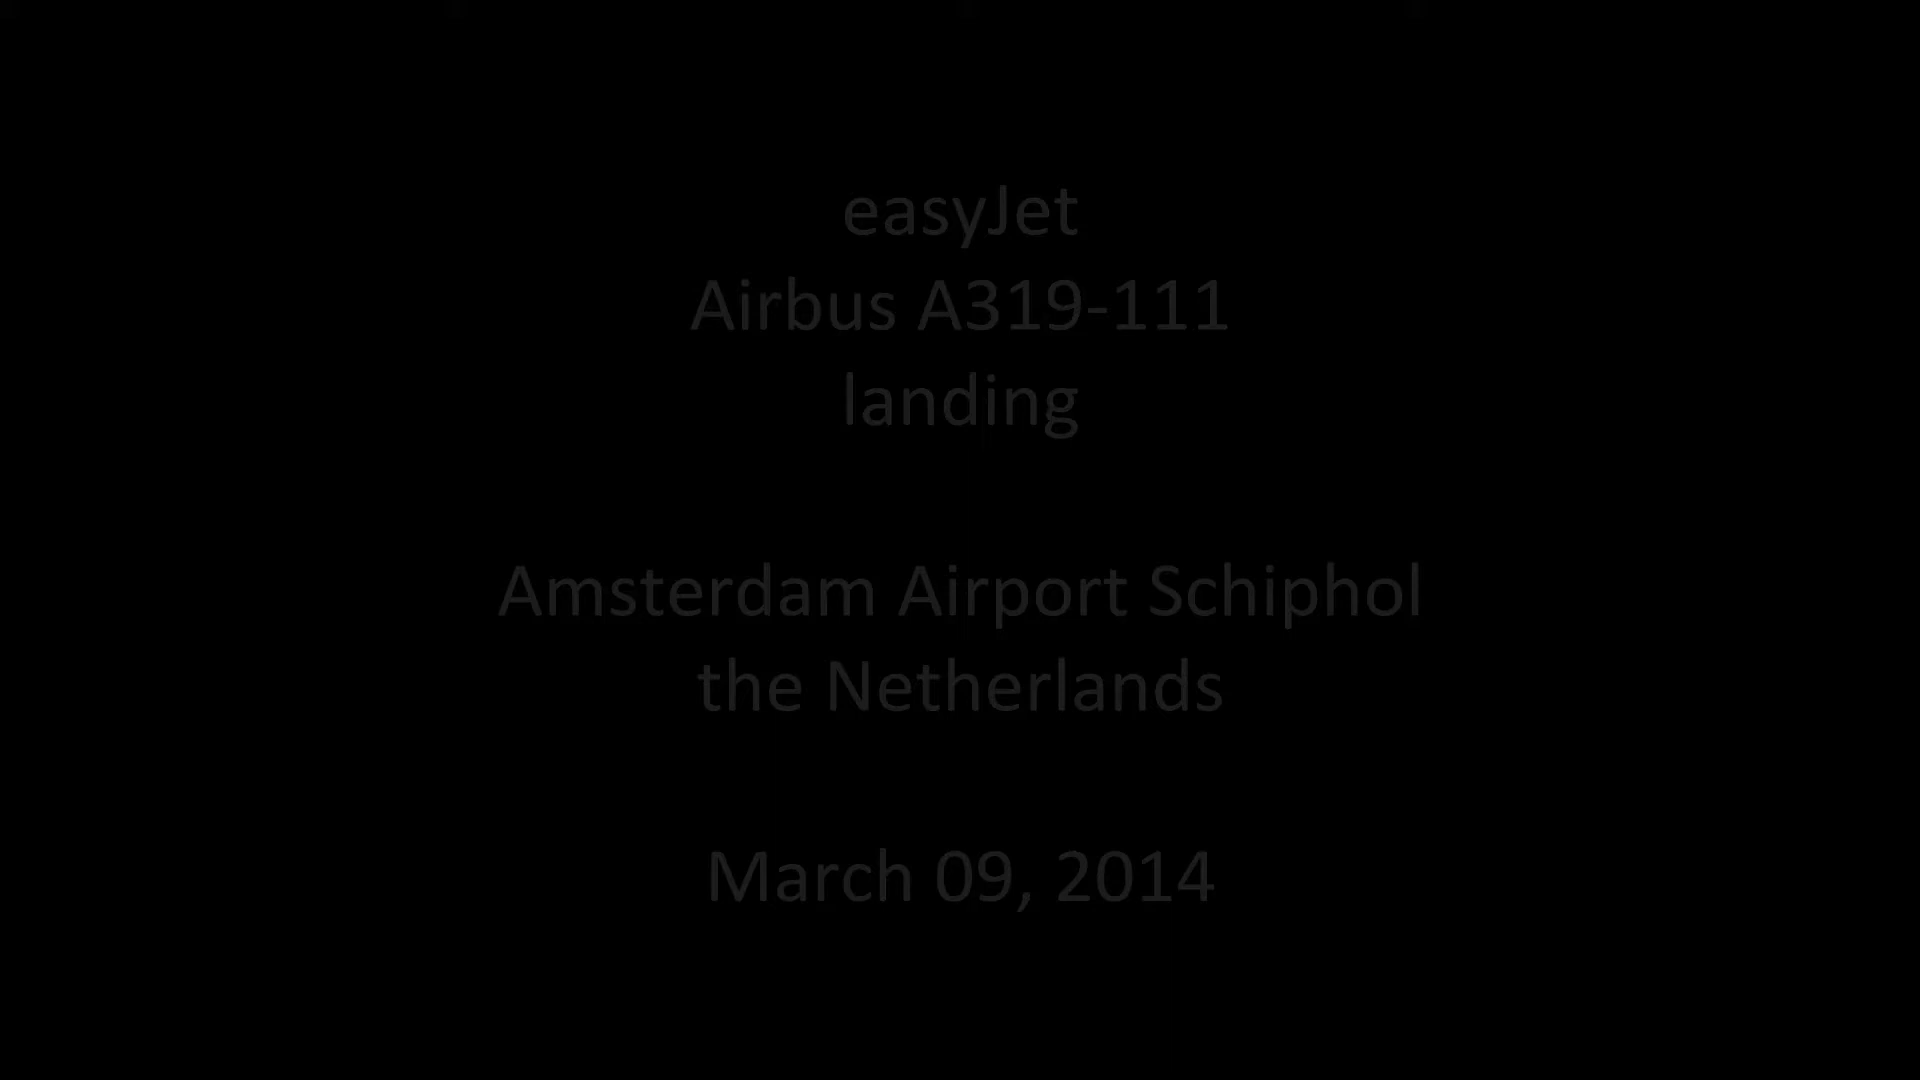 easyJet
Airbus A319-111
landing
Amsterdam Airport Schiphol
the Netherlands
March 09, 2014